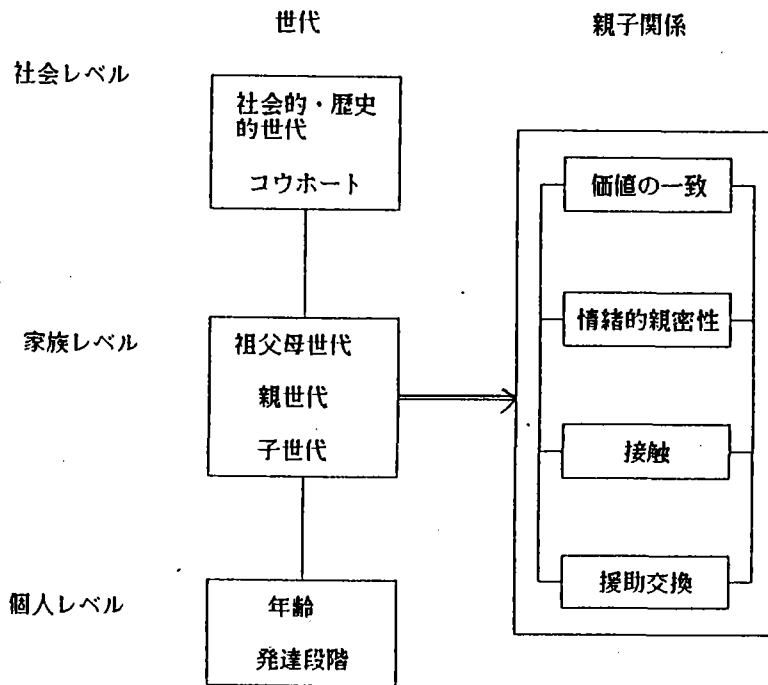 世代
親子関係
社会レベル
社会的・歴史
的世代
コウホート
価値の一致
情緒的親密性
家族レベル
祖父母世代
親世代
子世代
接触
援助交換
個人レベル
年齢
発達段階